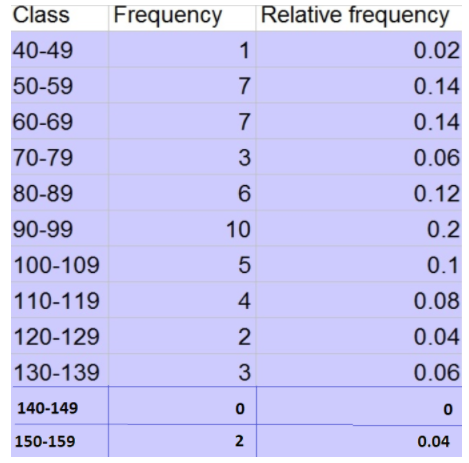 Class Frequency Relative frequency
40-49 1 0.02
50-59 7 0.14
60-69 7 0.14
70-79 3 0.06
80-89 6 0.12
90-99 10 0.2
100-109 5 0.1
110-119 4 0.08
120-129 2 0.04
130-139 3 0.06
140-149 0 0
150-159 2 0.04